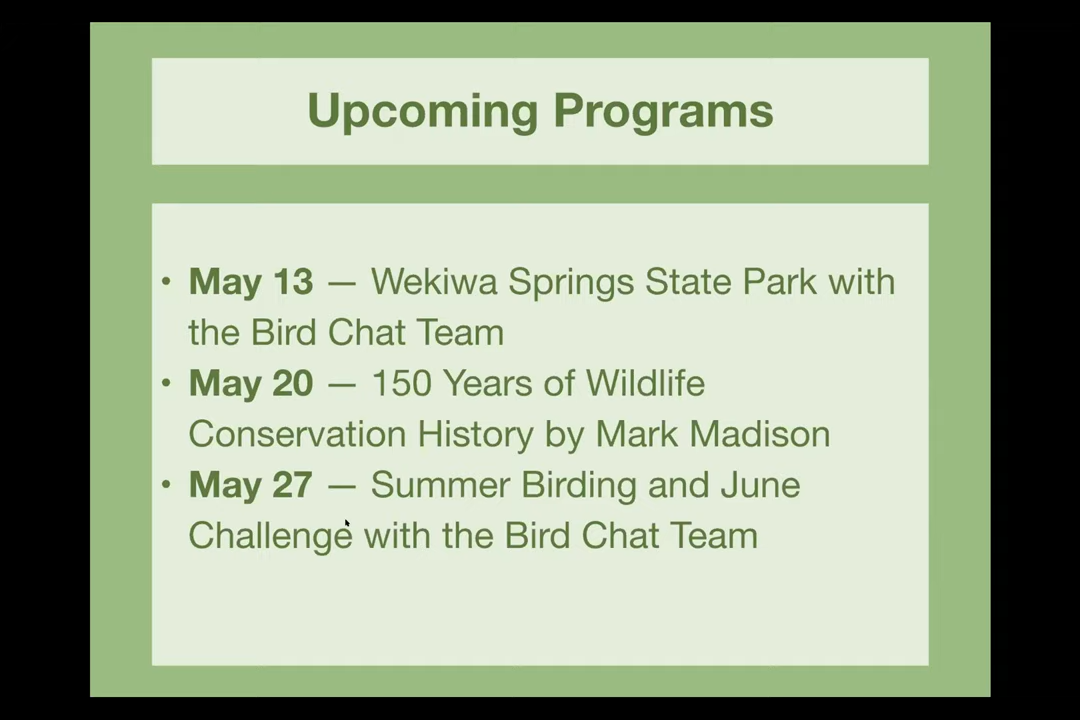 Upcoming Programs
• May 13 — Wekiwa Springs State Park with
the Bird Chat Team
• May 20 — 150 Years of Wildlife
Conservation History by Mark Madison
• May 27 — Summer Birding and June
Challenge with the Bird Chat Team